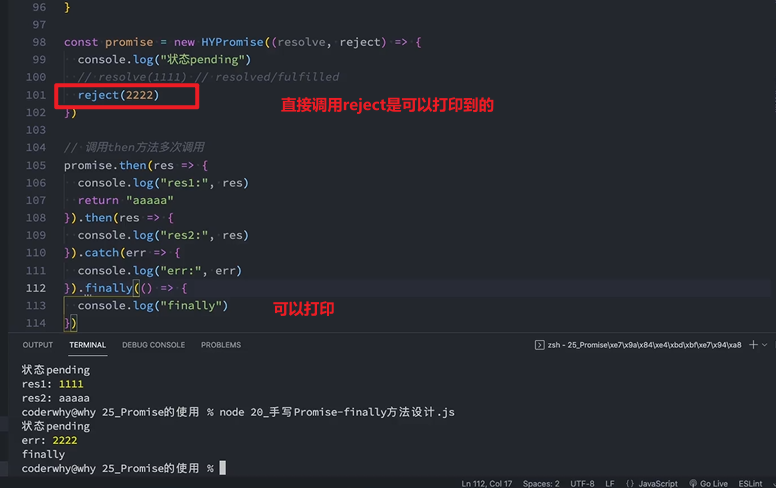 96 }
97
98 const promise = new HYPromise((resolve, reject) => {
99 console.log("状态pending")
100 // resolve(1111) // resolved/fulfilled
101 reject(2222)
直接调用reject是可以打印到的
102 })
103
104 // 调用then方法多次调用
105 promise.then(res => {
106 console.log("res1:", res)
107 return "aaaaa"
108 }).then(res => {
109 console.log("res2:", res)
110 }).catch(err => {
111 console.log("err:", err)
112 }).finally(() => {
113 console.log("finally")
可以打印
114 })
OUTPUT TERMINAL DEBUG CONSOLE PROBLEMS zsh - 25_Promise\xe7\x9a\x84\xe4\xbd\xbf\xe7\x94\xa8
状态pending
res1: 1111
res2: aaaaa
coderwhy@why 25_Promise的使用 % node 20_手写Promise-finally方法设计.js
状态pending
err: 2222
finally
coderwhy@why 25_Promise的使用 %
Ln 112, Col 17 Spaces: 2 UTF-8 LF {} JavaScript Go Live ESLint